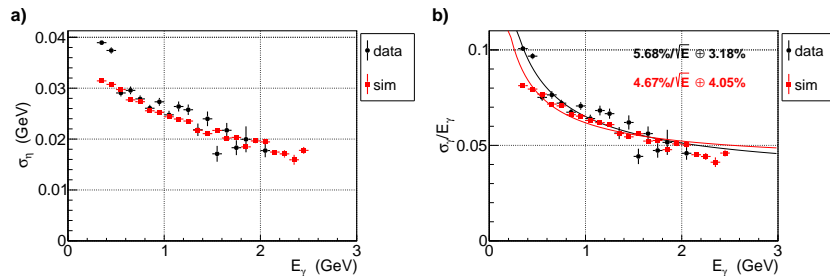 a)
0.04
0.03
0.02
0.01
0
σ_η (GeV)
0 1 2 3
E_γ (GeV)
data
sim
b)
0.1
0.05
0
σ_γ/E_γ
5.68%/√E ⊕ 3.18%
4.67%/√E ⊕ 4.05%
0 1 2 3
E_γ (GeV)
data
sim